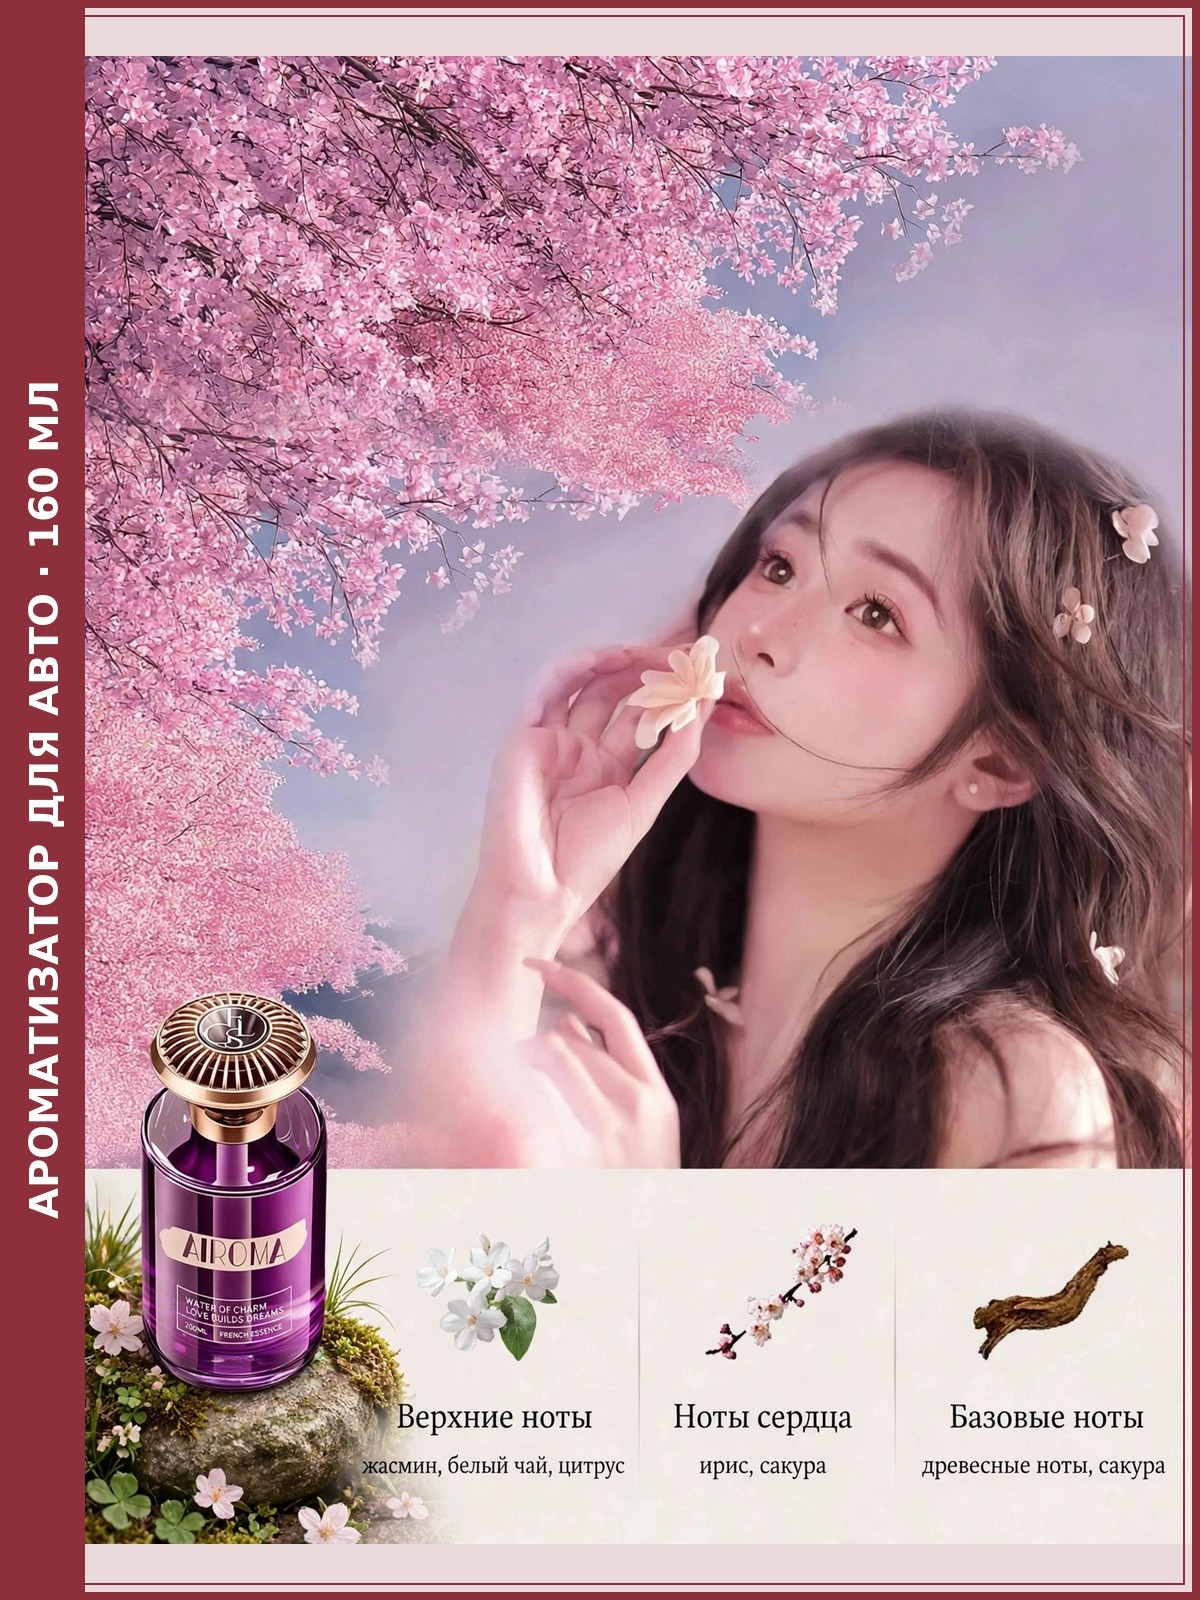 АРОМАТИЗАТОР ДЛЯ АВТО · 160 МЛ
AIROMA
WATER OF CHARM
LOVE BUILDS DREAMS
200ML FRENCH ESSENCE
Верхние ноты
жасмин, белый чай, цитрус
Ноты сердца
ирис, сакура
Базовые ноты
древесные ноты, сакура